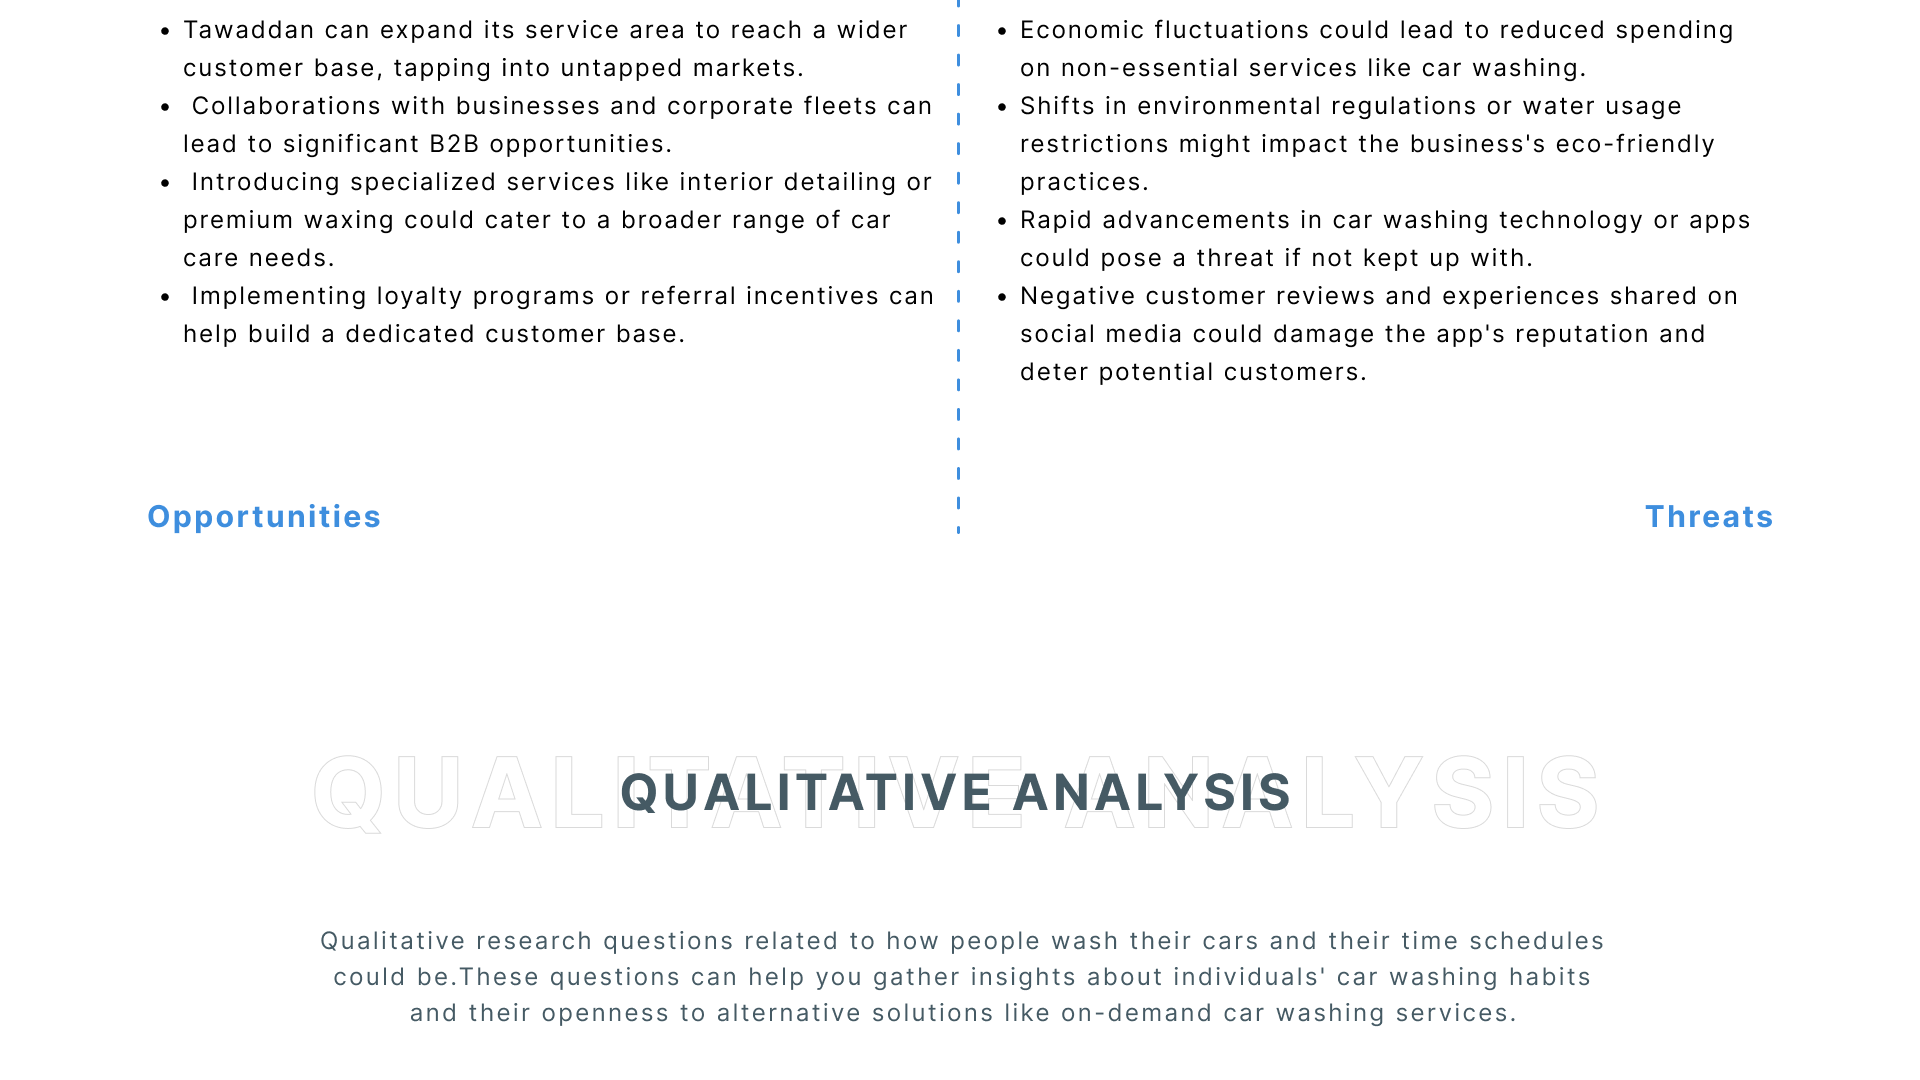 • Tawaddan can expand its service area to reach a wider
customer base, tapping into untapped markets.
• Collaborations with businesses and corporate fleets can
lead to significant B2B opportunities.
• Introducing specialized services like interior detailing or
premium waxing could cater to a broader range of car
care needs.
• Implementing loyalty programs or referral incentives can
help build a dedicated customer base.
Opportunities
• Economic fluctuations could lead to reduced spending
on non-essential services like car washing.
• Shifts in environmental regulations or water usage
restrictions might impact the business's eco-friendly
practices.
• Rapid advancements in car washing technology or apps
could pose a threat if not kept up with.
• Negative customer reviews and experiences shared on
social media could damage the app's reputation and
deter potential customers.
Threats
QUALITATIVE ANALYSIS
QUALITATIVE ANALYSIS
Qualitative research questions related to how people wash their cars and their time schedules
could be.These questions can help you gather insights about individuals' car washing habits
and their openness to alternative solutions like on-demand car washing services.